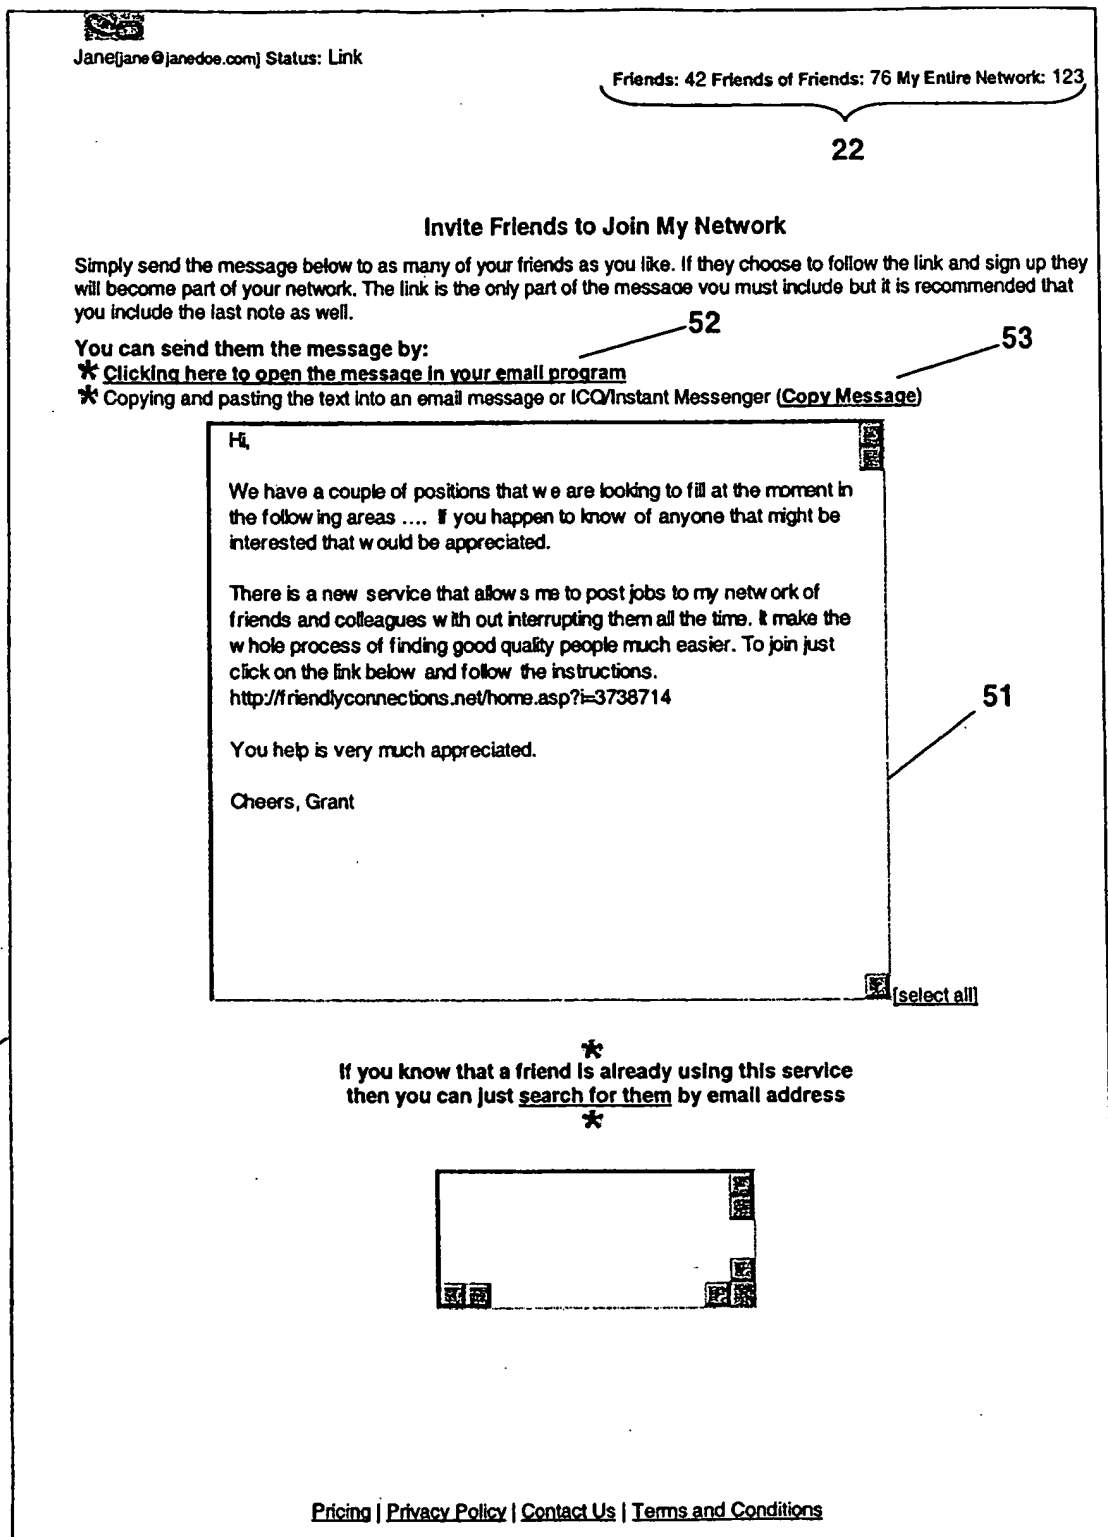 Jane[jane@janedoe.com] Status: Link
Friends: 42 Friends of Friends: 76 My Entire Network: 123
22
Invite Friends to Join My Network
Simply send the message below to as many of your friends as you like. If they choose to follow the link and sign up they
will become part of your network. The link is the only part of the message you must include but it is recommended that
you include the last note as well.
52
53
You can send them the message by:
* Clicking here to open the message in your email program
* Copying and pasting the text into an email message or ICQ/Instant Messenger (Copy Message)
Hi,
We have a couple of positions that we are looking to fill at the moment in
the following areas .... If you happen to know of anyone that might be
interested that would be appreciated.
There is a new service that allows me to post jobs to my network of
friends and colleagues with out interrupting them all the time. It make the
whole process of finding good quality people much easier. To join just
click on the link below and follow the instructions.
http://friendlyconnections.net/home.asp?i=3738714
51
You help is very much appreciated.
Cheers, Grant
[select all]
*
If you know that a friend is already using this service
then you can just search for them by email address
*
Pricing | Privacy Policy | Contact Us | Terms and Conditions